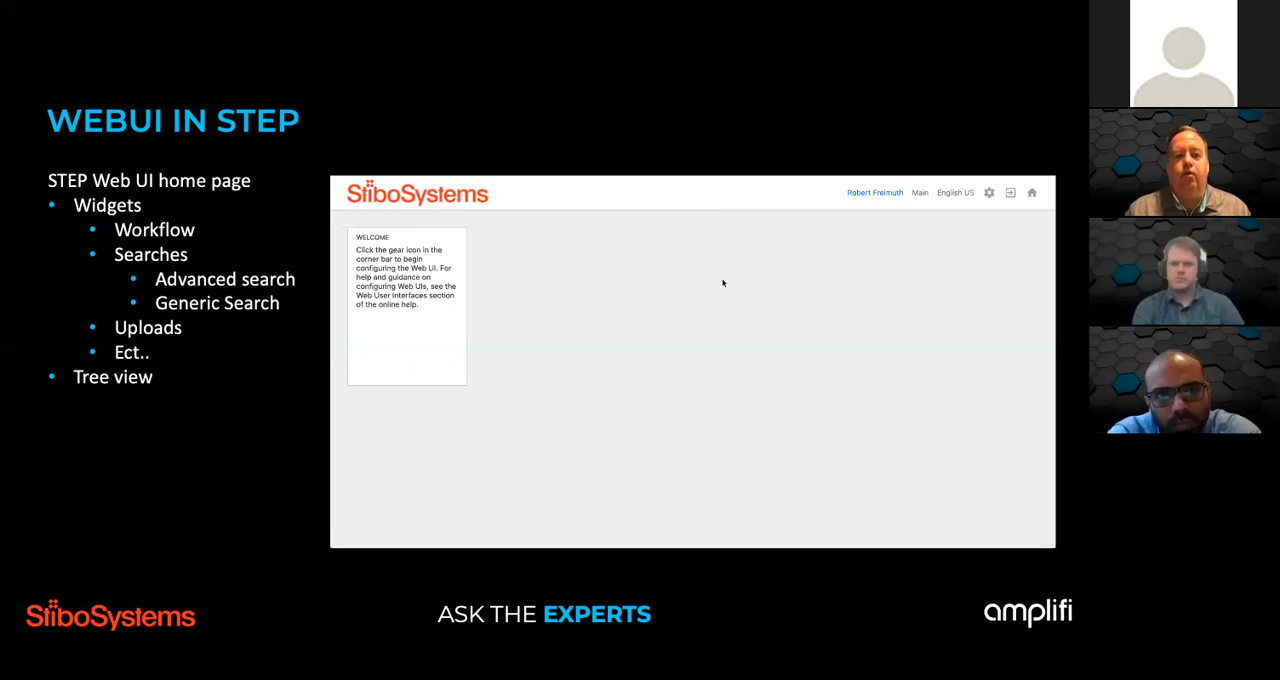 WEBUI IN STEP
STEP Web UI home page
Widgets
Workflow
Searches
Advanced search
Generic Search
Uploads
Ect..
Tree view
StiboSystems
Robert Freimuth Main English US
WELCOME
Click the gear icon in the
corner bar to begin
configuring the Web UI. For
help and guidance on
configuring Web UIs, see the
Web User Interfaces section
of the online help.
StiboSystems
ASK THE EXPERTS
amplifi